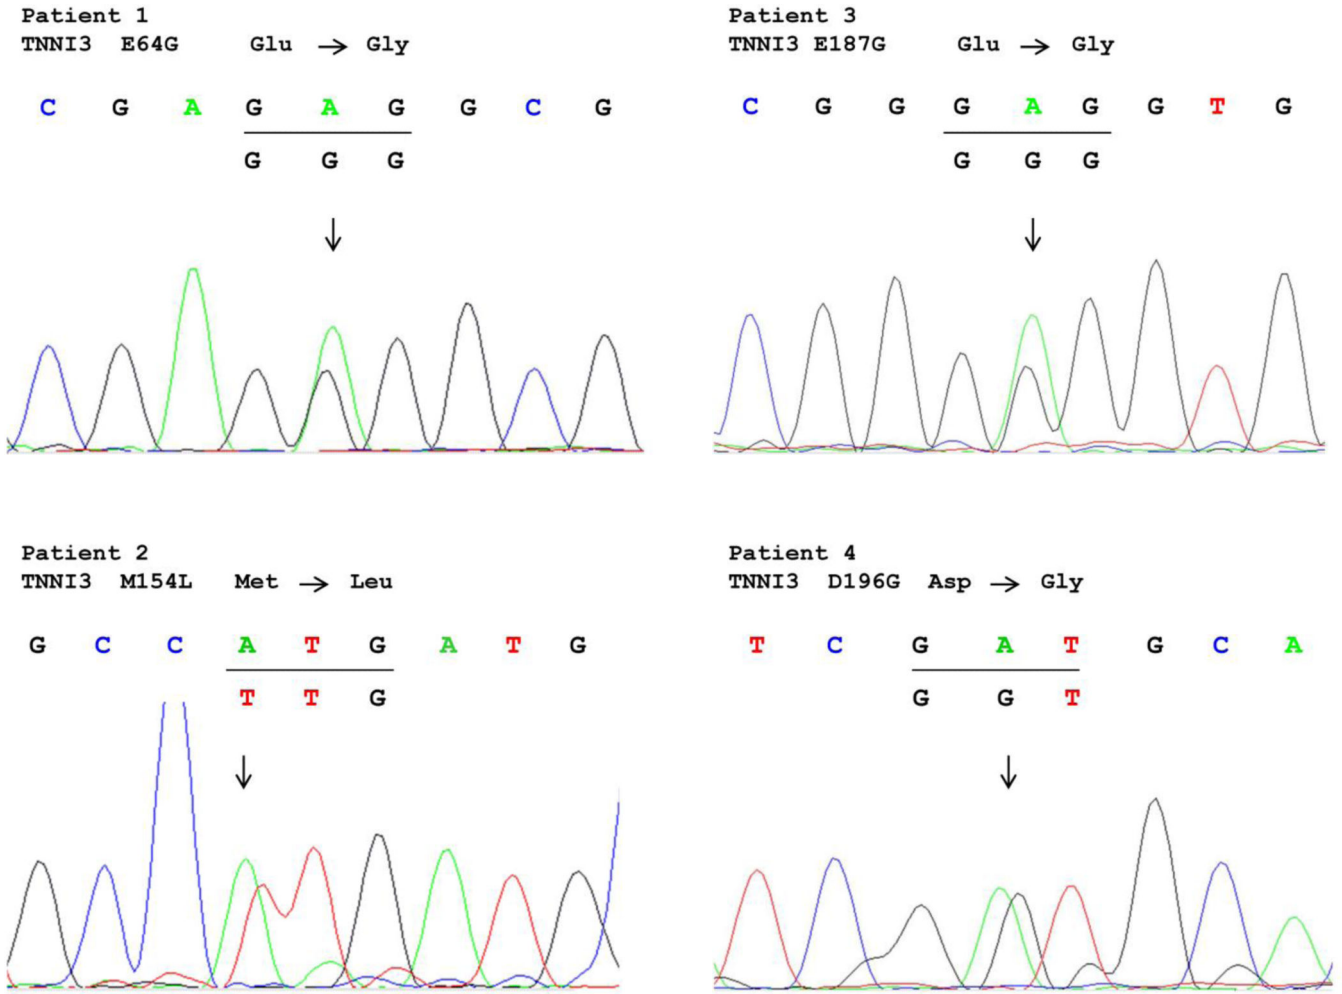 Patient 1
TNNI3 E64G Glu → Gly
C G A G A G G C G
G G G
Patient 3
TNNI3 E187G Glu → Gly
C G G G A G G T G
G G G
Patient 2
TNNI3 M154L Met → Leu
G C C A T G A T G
T T G
Patient 4
TNNI3 D196G Asp → Gly
T C G A T G C A
G G T